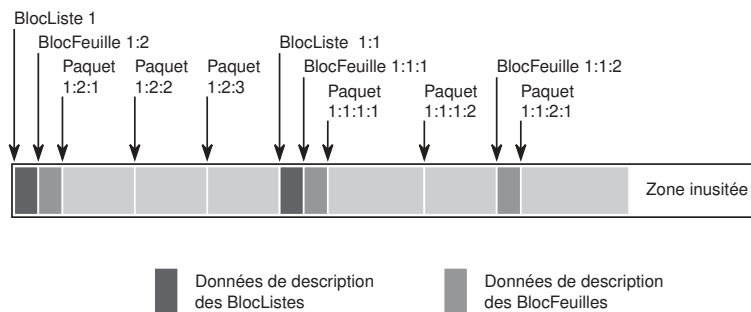 BlocListe 1
BlocFeuille 1:2
Paquet
1:2:1
Paquet
1:2:2
Paquet
1:2:3
BlocListe 1:1
BlocFeuille 1:1:1
Paquet
1:1:1:1
Paquet
1:1:1:2
BlocFeuille 1:1:2
Paquet
1:1:2:1
Zone inusitée
Données de description
des BlocListes
Données de description
des BlocFeuilles